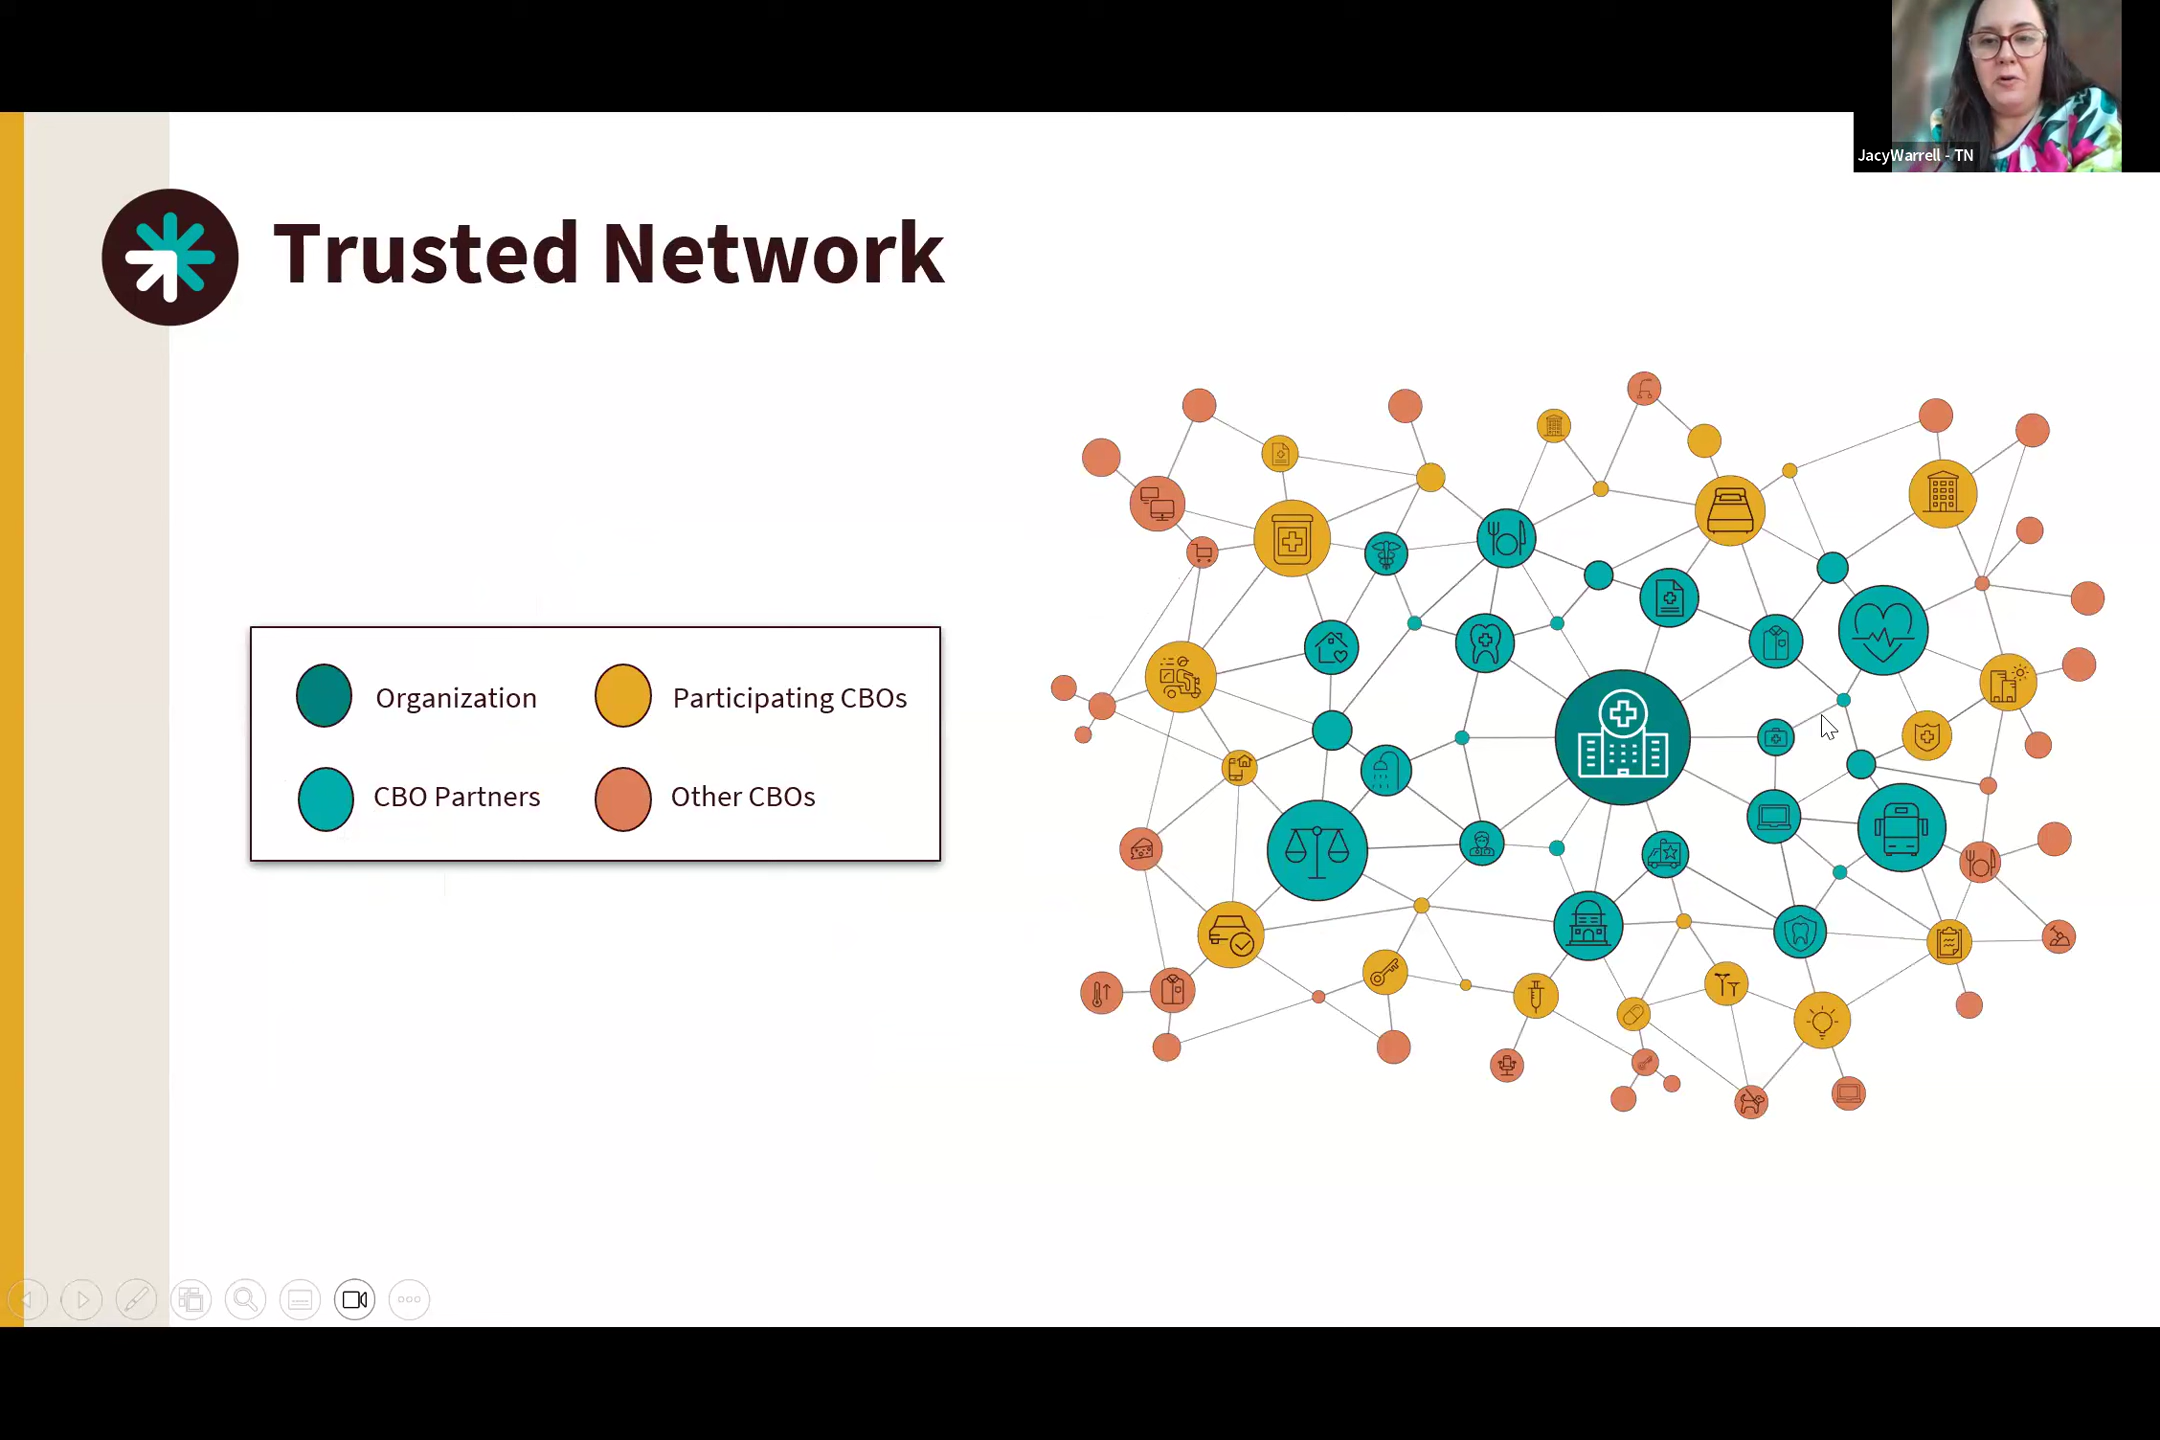 JacyWarrell - TN
Trusted Network
Organization
Participating CBOs
CBO Partners
Other CBOs